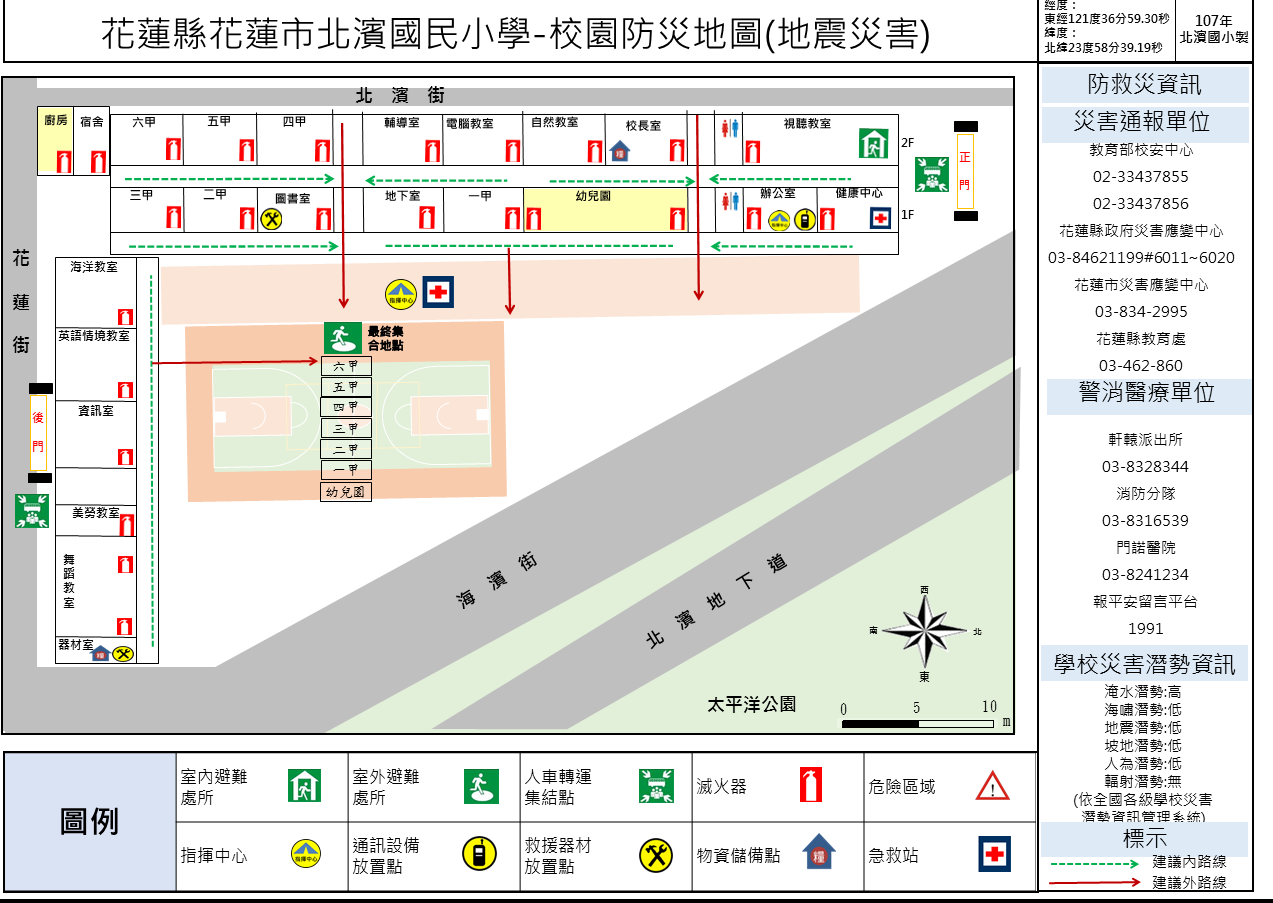 花蓮縣花蓮市北濱國民小學-校園防災地圖(地震災害)
經度：
東經121度36分59.30秒
緯度：
北緯23度58分39.19秒
107年
北濱國小製
北濱街
廚房
宿舍
六甲
五甲
四甲
輔導室
電腦教室
自然教室
校長室
糧
視聽教室
2F
三甲
二甲
圖書室
地下室
一甲
幼兒園
辦公室
指揮中心
健康中心
1F
正門
花蓮街
海洋教室
英語情境教室
資訊室
美勞教室
舞蹈教室
器材室
糧
後門
指揮中心
最終集
合地點
六甲
五甲
四甲
三甲
二甲
一甲
幼兒園
海濱街
北濱地下道
太平洋公園
西
南
北
東
0 5 10 m
防救災資訊
災害通報單位
教育部校安中心
02-33437855
02-33437856
花蓮縣政府災害應變中心
03-84621199#6011~6020
花蓮市災害應變中心
03-834-2995
花蓮縣教育處
03-462-860
警消醫療單位
軒轅派出所
03-8328344
消防分隊
03-8316539
門諾醫院
03-8241234
報平安留言平台
1991
學校災害潛勢資訊
淹水潛勢:高
海嘯潛勢:低
地震潛勢:低
坡地潛勢:低
人為潛勢:低
輻射潛勢:無
(依全國各級學校災害
潛勢資訊管理系統)
標示
建議內路線
建議外路線
圖例
室內避難
處所
室外避難
處所
人車轉運
集結點
滅火器
危險區域
指揮中心
指揮中心
通訊設備
放置點
救援器材
放置點
物資儲備點
糧
急救站